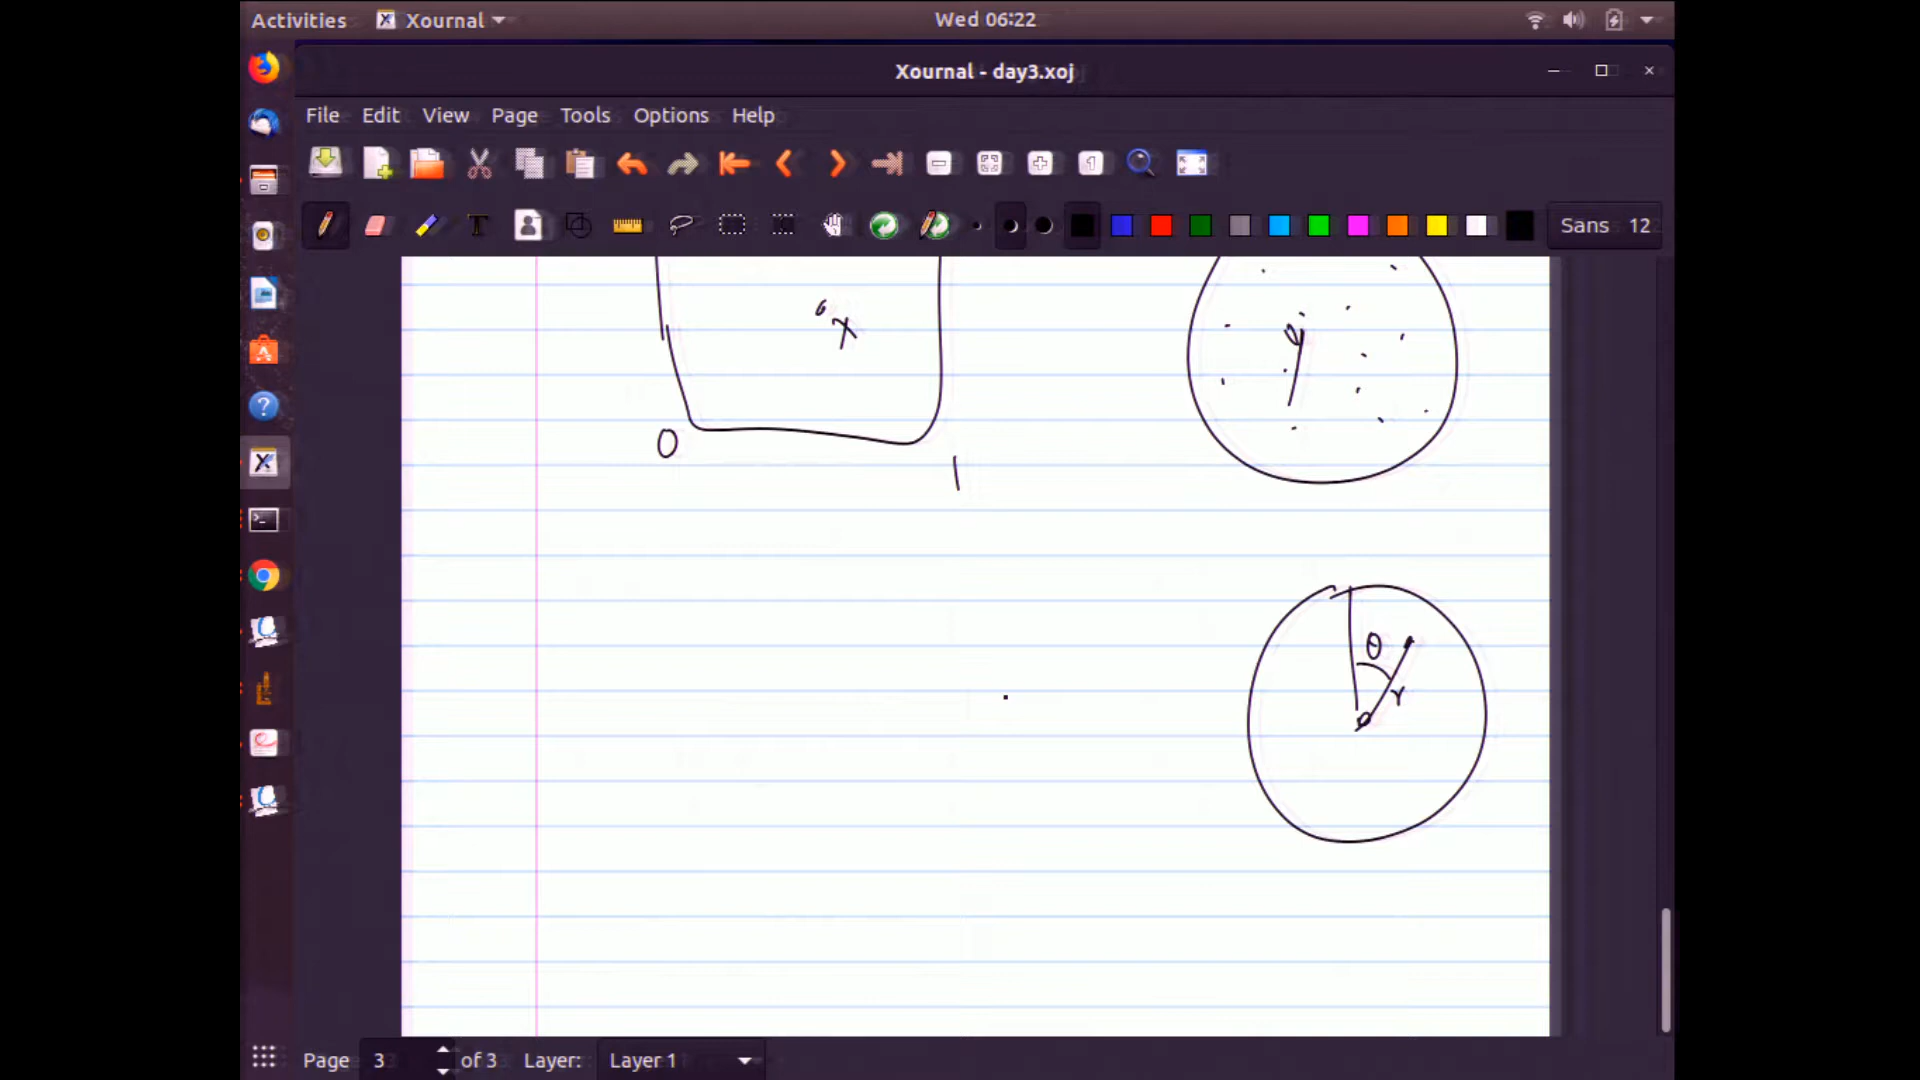 Activities Xournal Wed 06:22
Xournal - day3.xoj
File Edit View Page Tools Options Help
Sans 12
x
y
0
1
θ
r
Page 3 of 3 Layer: Layer 1